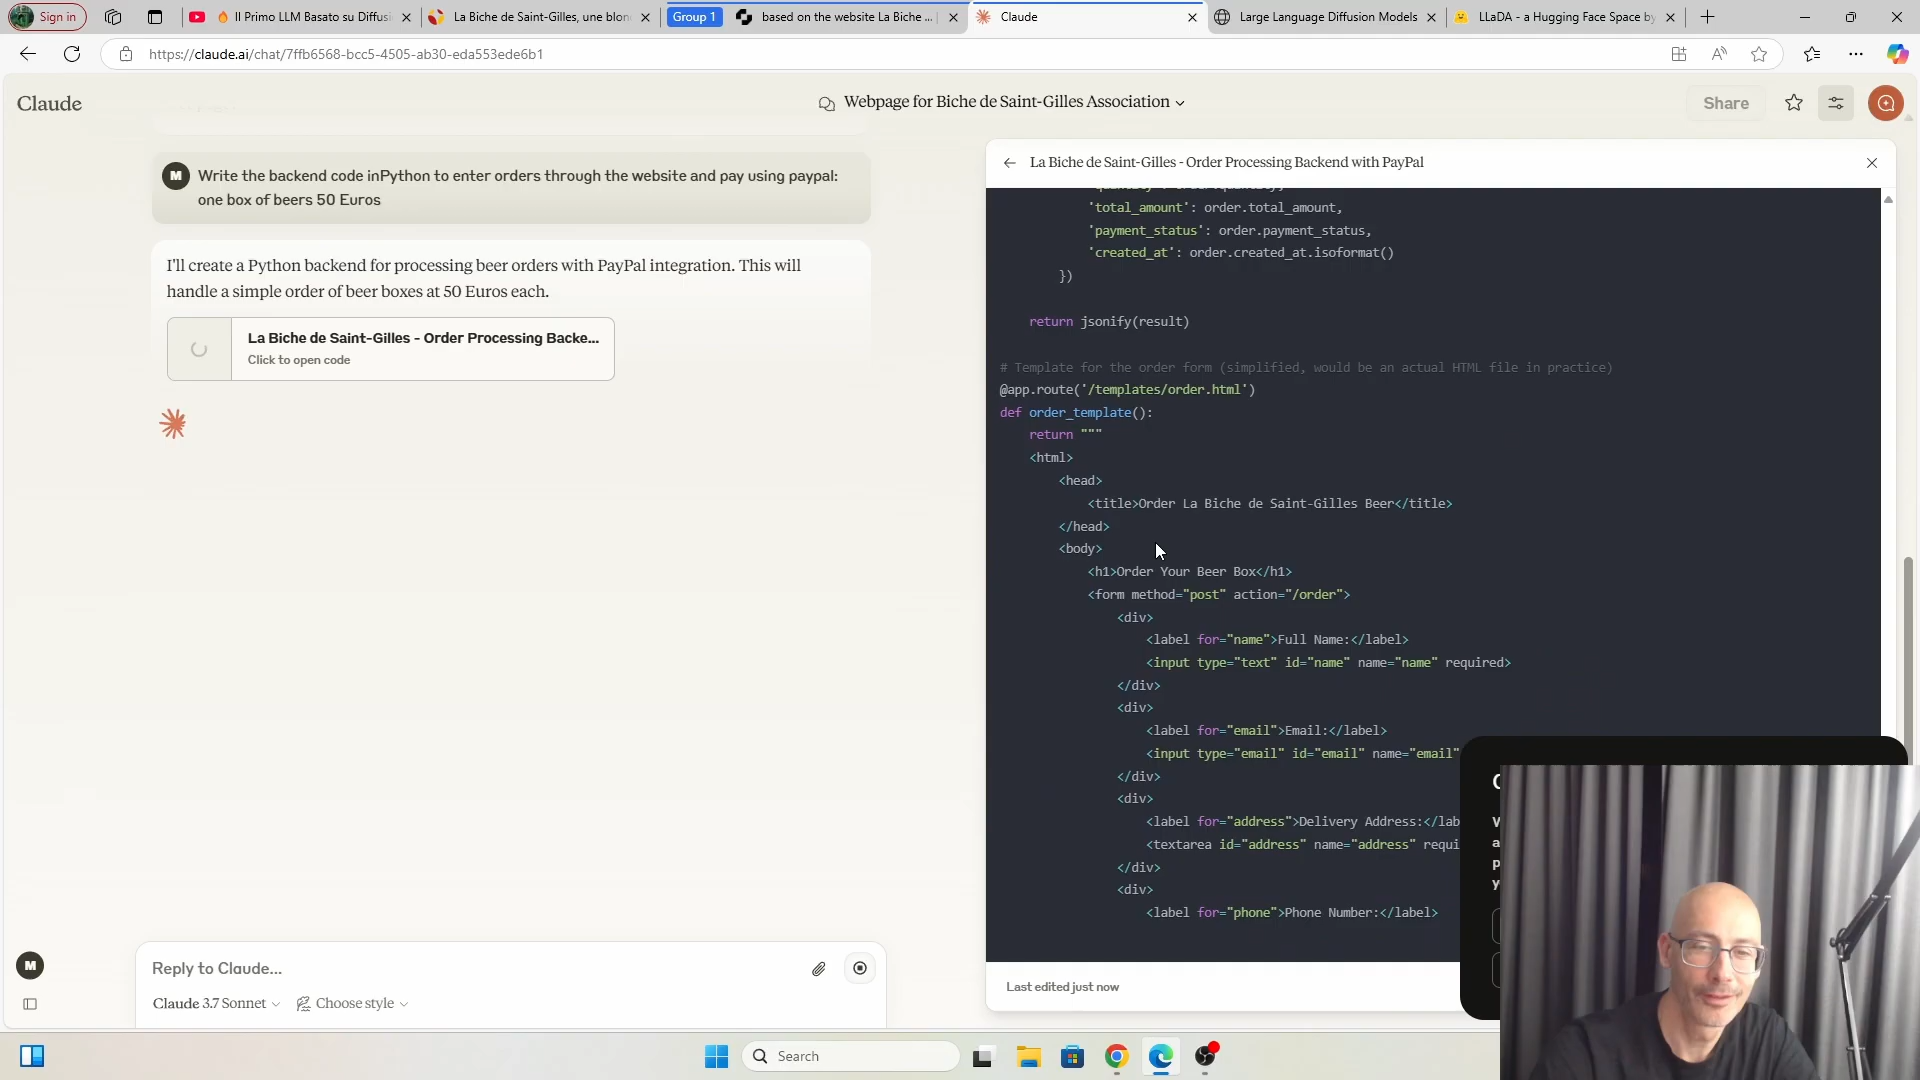 Sign in
Il Primo LLM Basato su Diffusi
La Biche de Saint-Gilles, une blon
Group 1
based on the website La Biche ...
Claude
Large Language Diffusion Models
LLaDA - a Hugging Face Space by
https://claude.ai/chat/7ffb6568-bcc5-4505-ab30-eda553ede6b1
Claude
Webpage for Biche de Saint-Gilles Association
Share
M
Write the backend code inPython to enter orders through the website and pay using paypal:
one box of beers 50 Euros
I'll create a Python backend for processing beer orders with PayPal integration. This will
handle a simple order of beer boxes at 50 Euros each.
La Biche de Saint-Gilles - Order Processing Backe...
Click to open code
M
Reply to Claude...
Claude 3.7 Sonnet
Choose style
La Biche de Saint-Gilles - Order Processing Backend with PayPal
'quantity': order.quantity,
'total_amount': order.total_amount,
'payment_status': order.payment_status,
'created_at': order.created_at.isoformat()
})
return jsonify(result)
# Template for the order form (simplified, would be an actual HTML file in practice)
@app.route('/templates/order.html')
def order_template():
return """
<html>
<head>
<title>Order La Biche de Saint-Gilles Beer</title>
</head>
<body>
<h1>Order Your Beer Box</h1>
<form method="post" action="/order">
<div>
<label for="name">Full Name:</label>
<input type="text" id="name" name="name" required>
</div>
<div>
<label for="email">Email:</label>
<input type="email" id="email" name="email"
</div>
<div>
<label for="address">Delivery Address:</lab
<textarea id="address" name="address" requi
</div>
<div>
<label for="phone">Phone Number:</label>
Last edited just now
Search